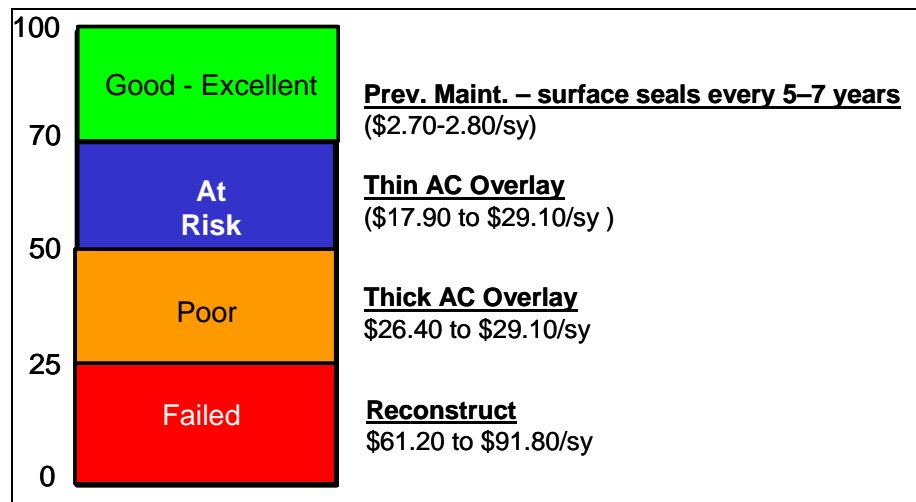 100
Good - Excellent
Prev. Maint. – surface seals every 5–7 years
($2.70-2.80/sy)
70
At
Risk
Thin AC Overlay
($17.90 to $29.10/sy )
50
Poor
Thick AC Overlay
$26.40 to $29.10/sy
25
Failed
Reconstruct
$61.20 to $91.80/sy
0